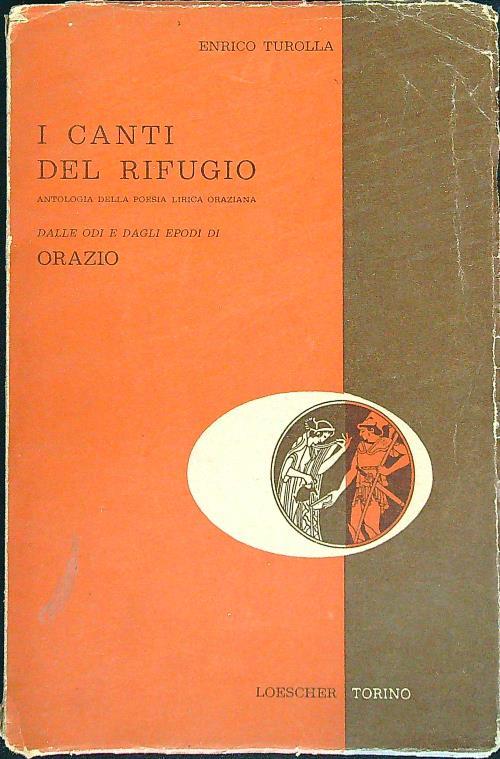 ENRICO TUROLLA
I CANTI
DEL RIFUGIO
ANTOLOGIA DELLA POESIA LIRICA ORAZIANA
DALLE ODI E DAGLI EPODI DI
ORAZIO
LOESCHER TORINO